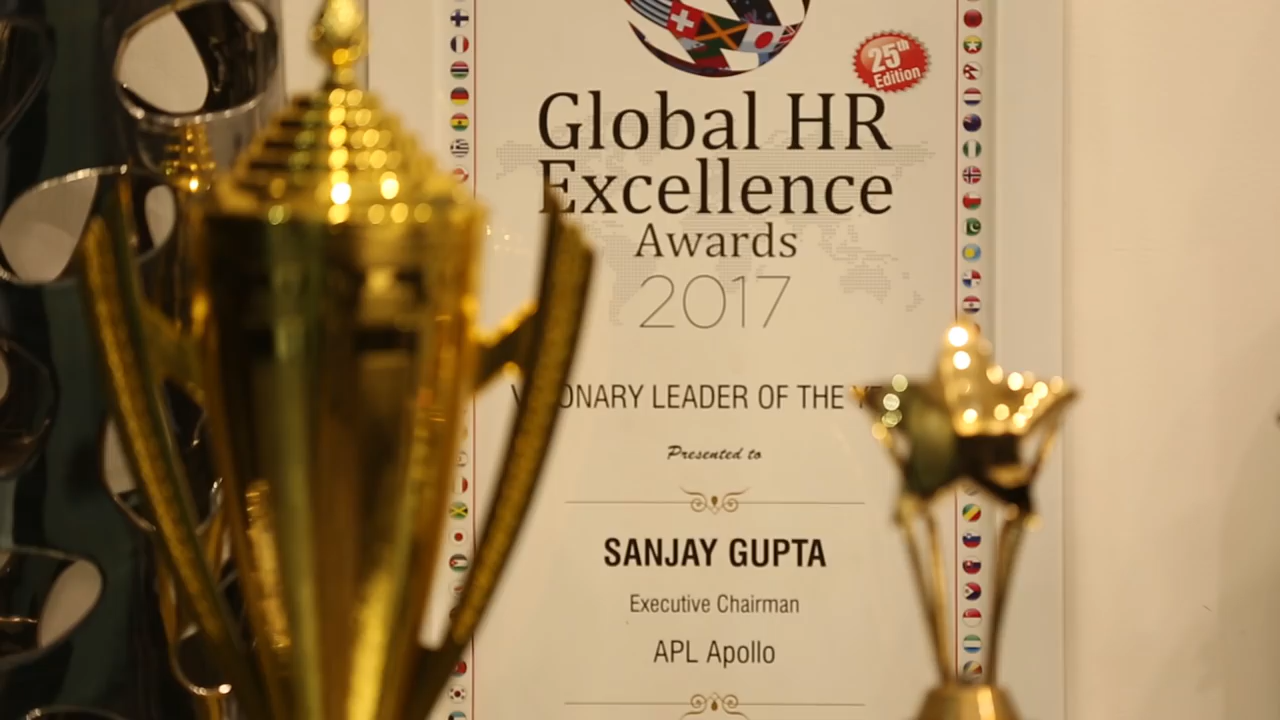 25th
Edition
Global HR
Excellence
Awards
2017
LEADER OF THE
Presented to
SANJAY GUPTA
Executive Chairman
APL Apollo